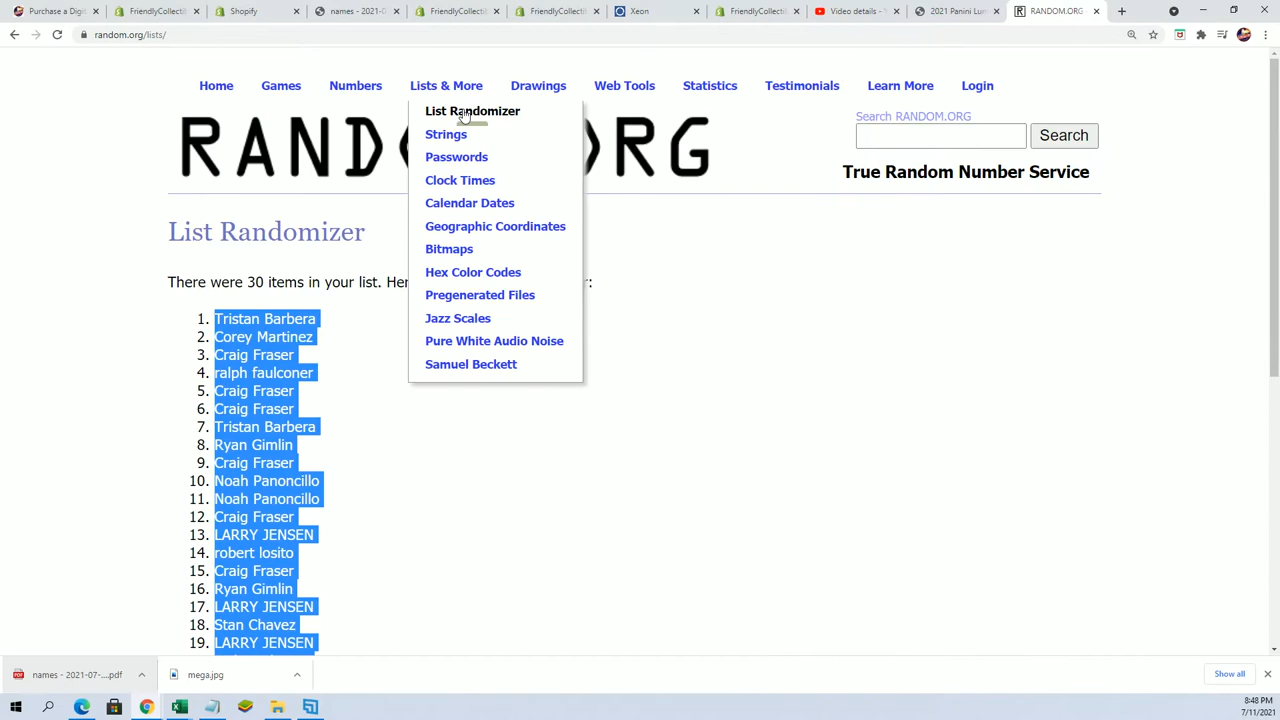 Purchase a Digi
FriendlyCollecti
Shopify
names - 2021-0
FriendlyCollecti
FriendlyCollecti
Xeon
FriendlyCollecti
Video details - Y
2021 Panini Lum
RANDOM.ORG
random.org/lists/
Home
Games
Numbers
Lists & More
Drawings
Web Tools
Statistics
Testimonials
Learn More
Login
List Randomizer
Strings
Passwords
Clock Times
Calendar Dates
Geographic Coordinates
Bitmaps
Hex Color Codes
Pregenerated Files
Jazz Scales
Pure White Audio Noise
Samuel Beckett
RAND RG
Search RANDOM.ORG
Search
True Random Number Service
List Randomizer
There were 30 items in your list. Her :
1. Tristan Barbera
2. Corey Martinez
3. Craig Fraser
4. ralph faulconer
5. Craig Fraser
6. Craig Fraser
7. Tristan Barbera
8. Ryan Gimlin
9. Craig Fraser
10. Noah Panoncillo
11. Noah Panoncillo
12. Craig Fraser
13. LARRY JENSEN
14. robert losito
15. Craig Fraser
16. Ryan Gimlin
17. LARRY JENSEN
18. Stan Chavez
19. LARRY JENSEN
names - 2021-07-....pdf
mega.jpg
Show all
8:48 PM
7/11/2021